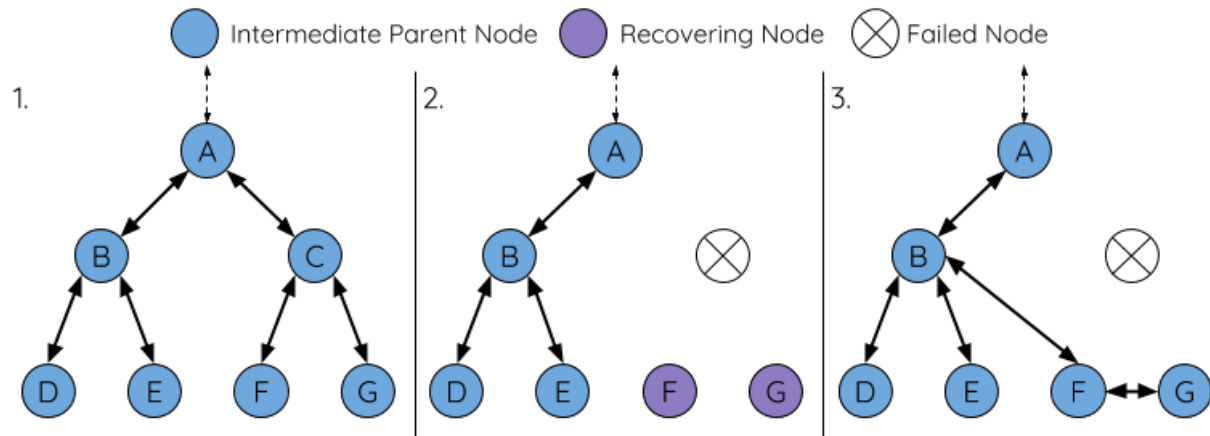 Intermediate Parent Node Recovering Node Failed Node
1. 2. 3.
A A A
B C B B
D E F G D E F G D E F G